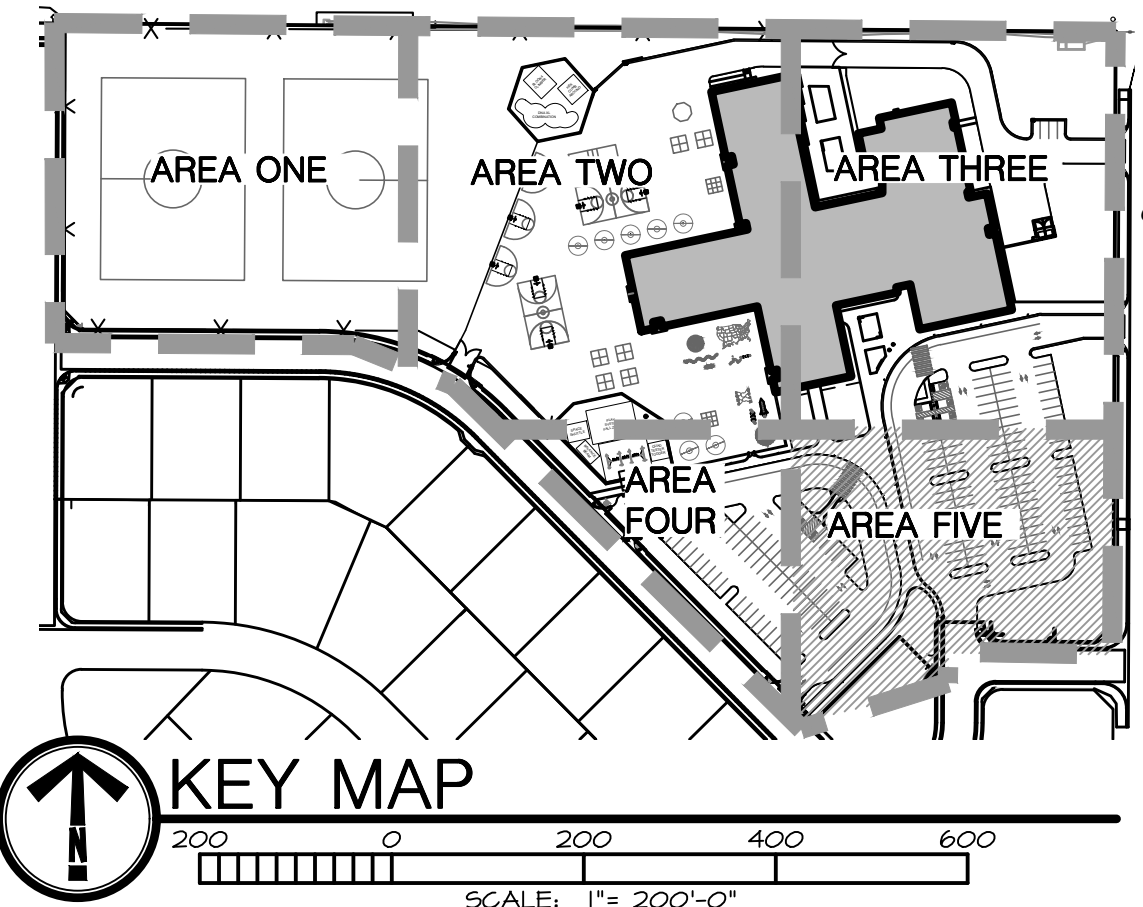 AREA ONE
AREA TWO
AREA THREE
AREA
FOUR
AREA FIVE
KEY MAP
N
200 0 200 400 600
SCALE: 1"= 200'-0"